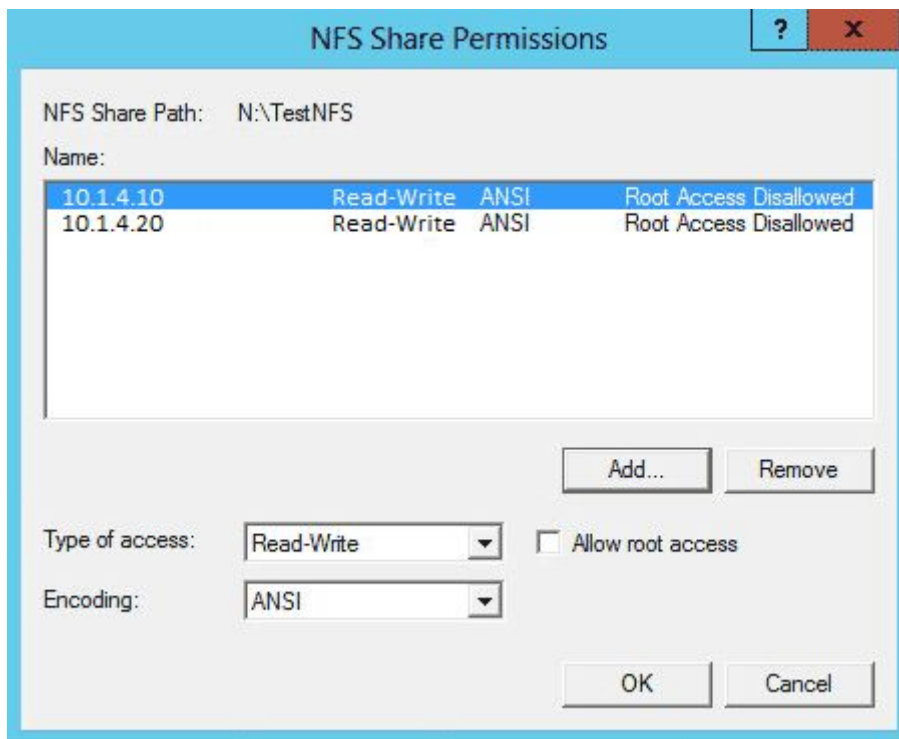 NFS Share Permissions ? x
NFS Share Path: N:\TestNFS
Name:
10.1.4.10 Read-Write ANSI Root Access Disallowed
10.1.4.20 Read-Write ANSI Root Access Disallowed
Add... Remove
Type of access: Read-Write Allow root access
Encoding: ANSI
OK Cancel